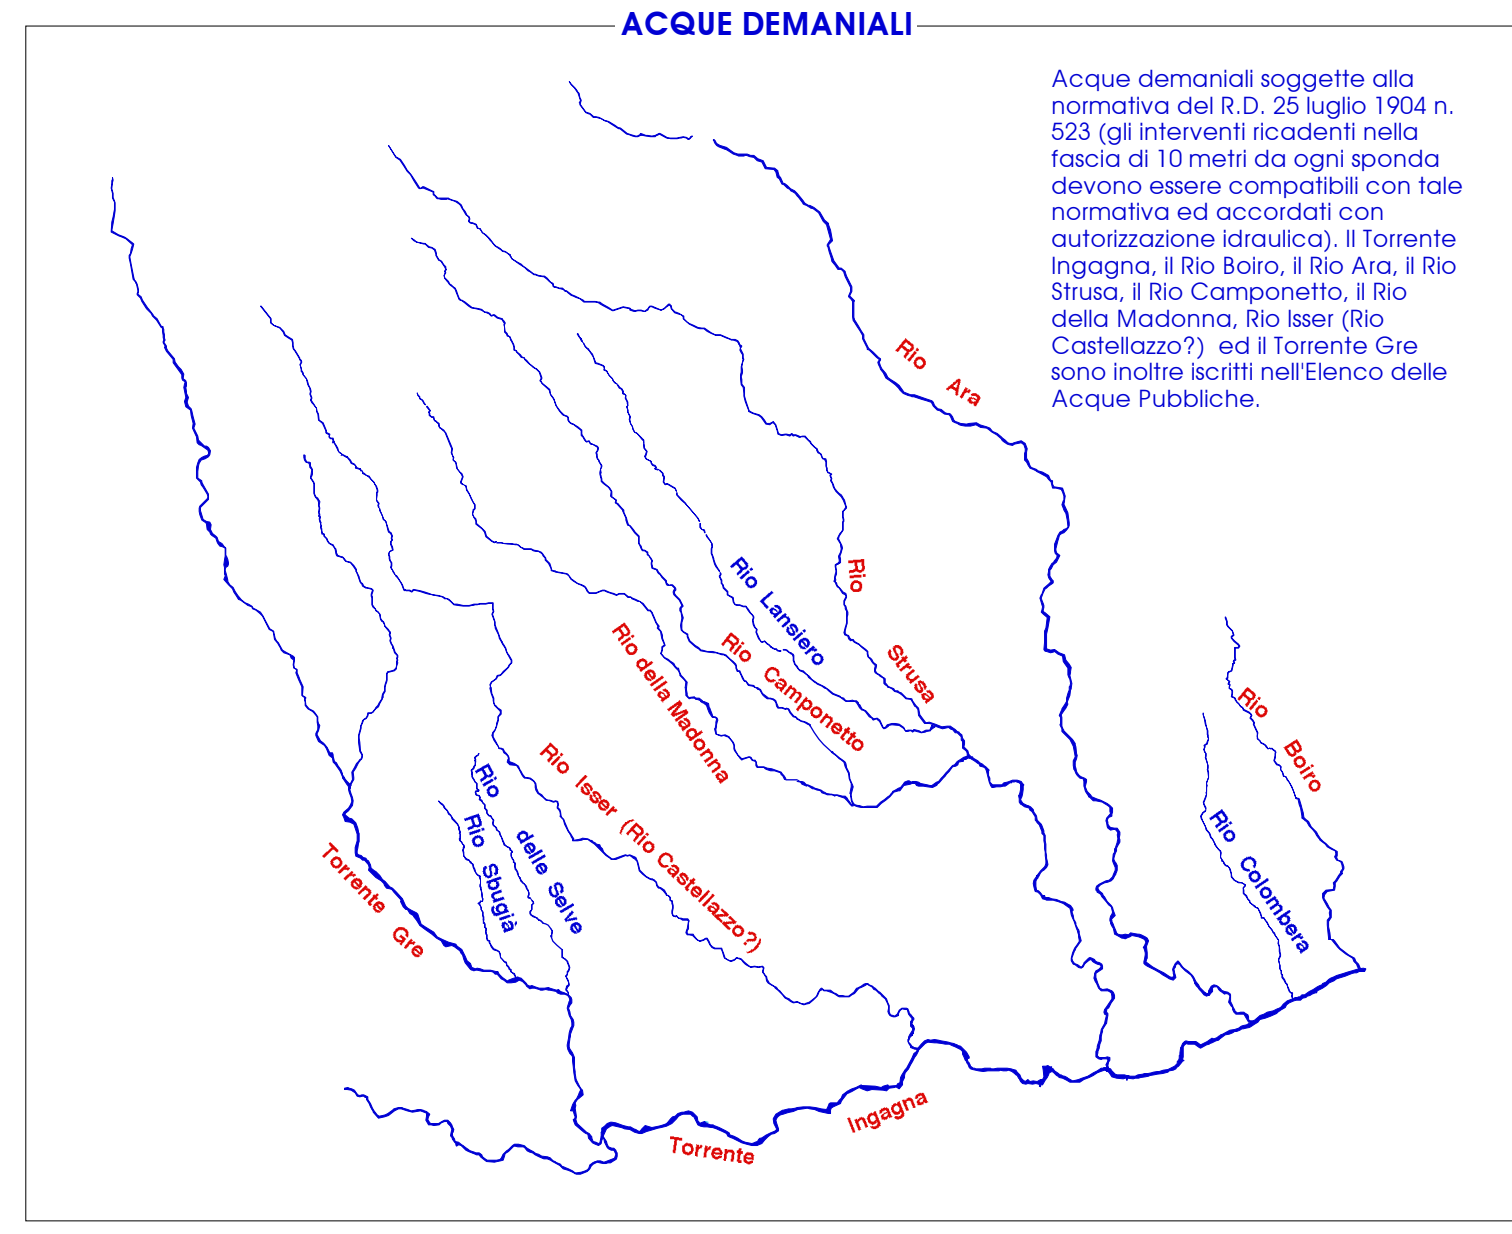 ACQUE DEMANIALI
Acque demaniali soggette alla
normativa del R.D. 25 luglio 1904 n.
523 (gli interventi ricadenti nella
fascia di 10 metri da ogni sponda
devono essere compatibili con tale
normativa ed accordati con
autorizzazione idraulica). Il Torrente
Ingagna, il Rio Boiro, il Rio Ara, il Rio
Strusa, il Rio Camponetto, il Rio
della Madonna, Rio Isser (Rio
Castellazzo?)  ed il Torrente Gre
sono inoltre iscritti nell'Elenco delle
Acque Pubbliche.
Rio Ara
Rio Strusa
Rio Lansiero
Rio Camponetto
Rio della Madonna
Rio Boiro
Rio Colombera
Rio Isser (Rio Castellazzo?)
Rio delle Selve
Rio Sbugià
Torrente Gre
Torrente Ingagna